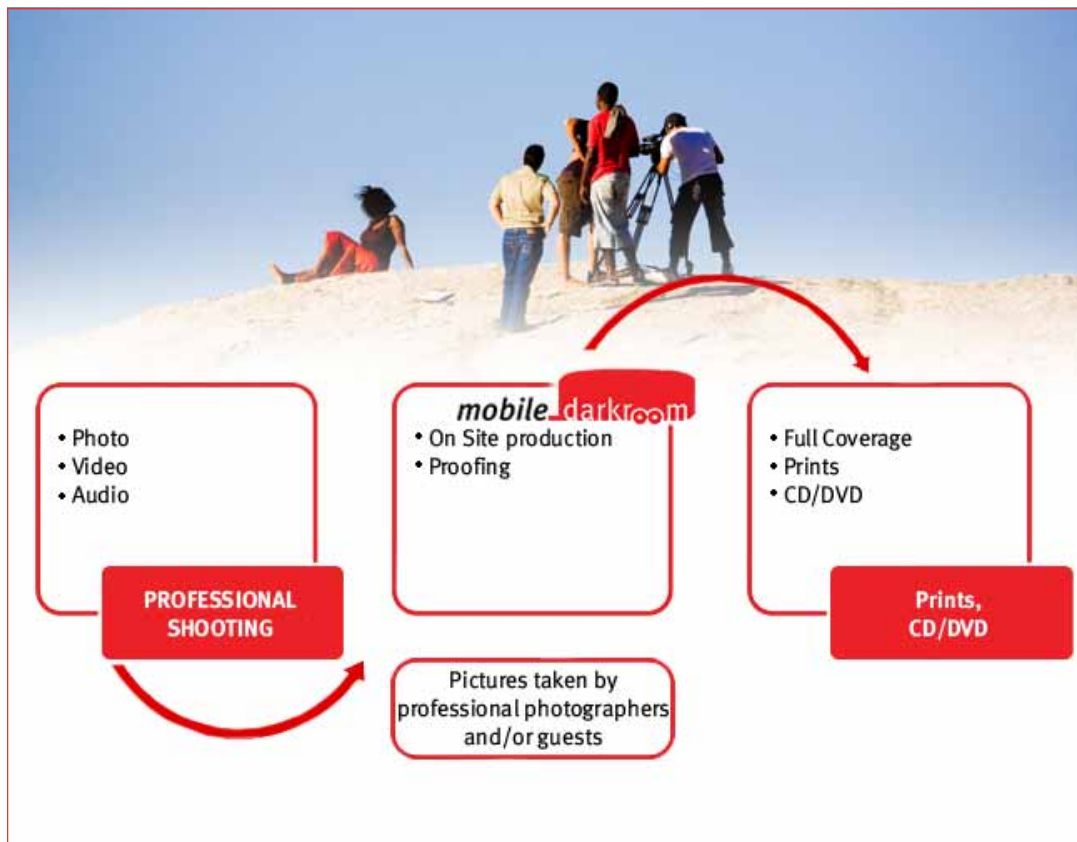 • Photo
• Video
• Audio
PROFESSIONAL
SHOOTING
mobile darkroom
• On Site production
• Proofing
Pictures taken by
professional photographers
and/or guests
• Full Coverage
• Prints
• CD/DVD
Prints,
CD/DVD